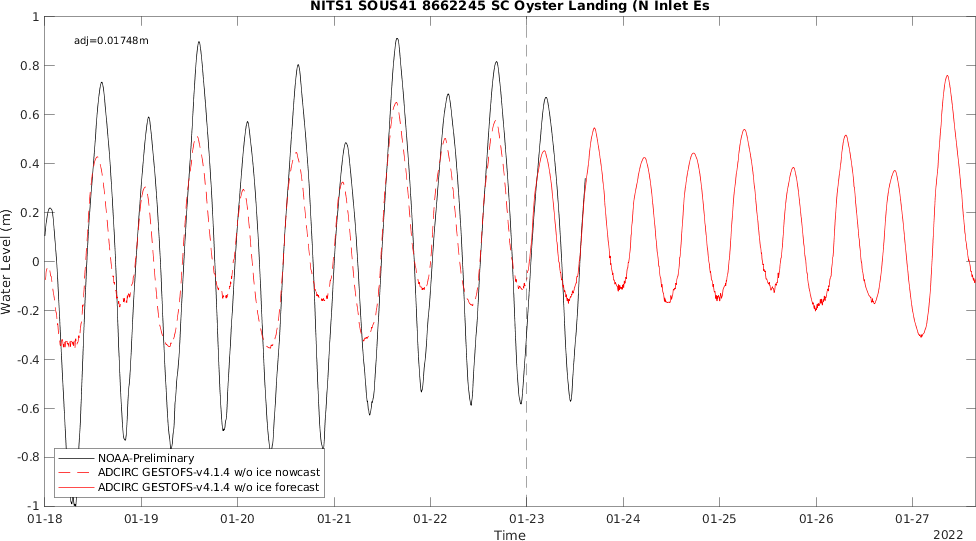 NITS1 SOUS41 8662245 SC Oyster Landing (N Inlet Es
adj=0.01748m
1
0.8
0.6
0.4
0.2
0
-0.2
-0.4
-0.6
-0.8
-1
Water Level (m)
NOAA-Preliminary
ADCIRC GESTOFS-v4.1.4 w/o ice nowcast
ADCIRC GESTOFS-v4.1.4 w/o ice forecast
01-18 01-19 01-20 01-21 01-22 01-23 01-24 01-25 01-26 01-27
Time
2022